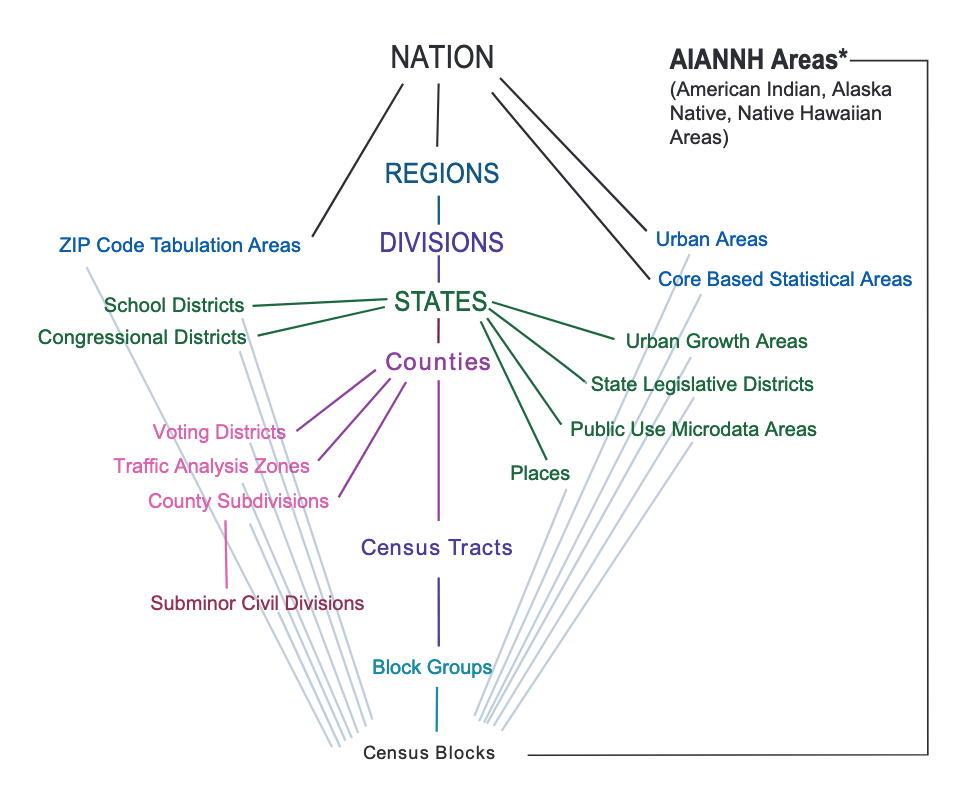 NATION
AIANNH Areas*
(American Indian, Alaska
Native, Native Hawaiian
Areas)
REGIONS
ZIP Code Tabulation Areas
DIVISIONS
Urban Areas
Core Based Statistical Areas
School Districts
STATES
Congressional Districts
Urban Growth Areas
Counties
State Legislative Districts
Voting Districts
Public Use Microdata Areas
Traffic Analysis Zones
Places
County Subdivisions
Census Tracts
Subminor Civil Divisions
Block Groups
Census Blocks